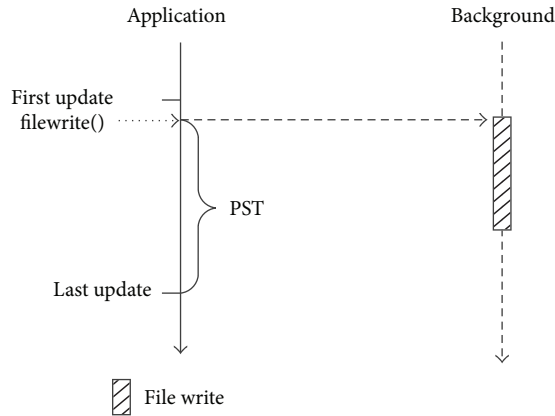 Application
Background
First update
filewrite()
PST
Last update
File write